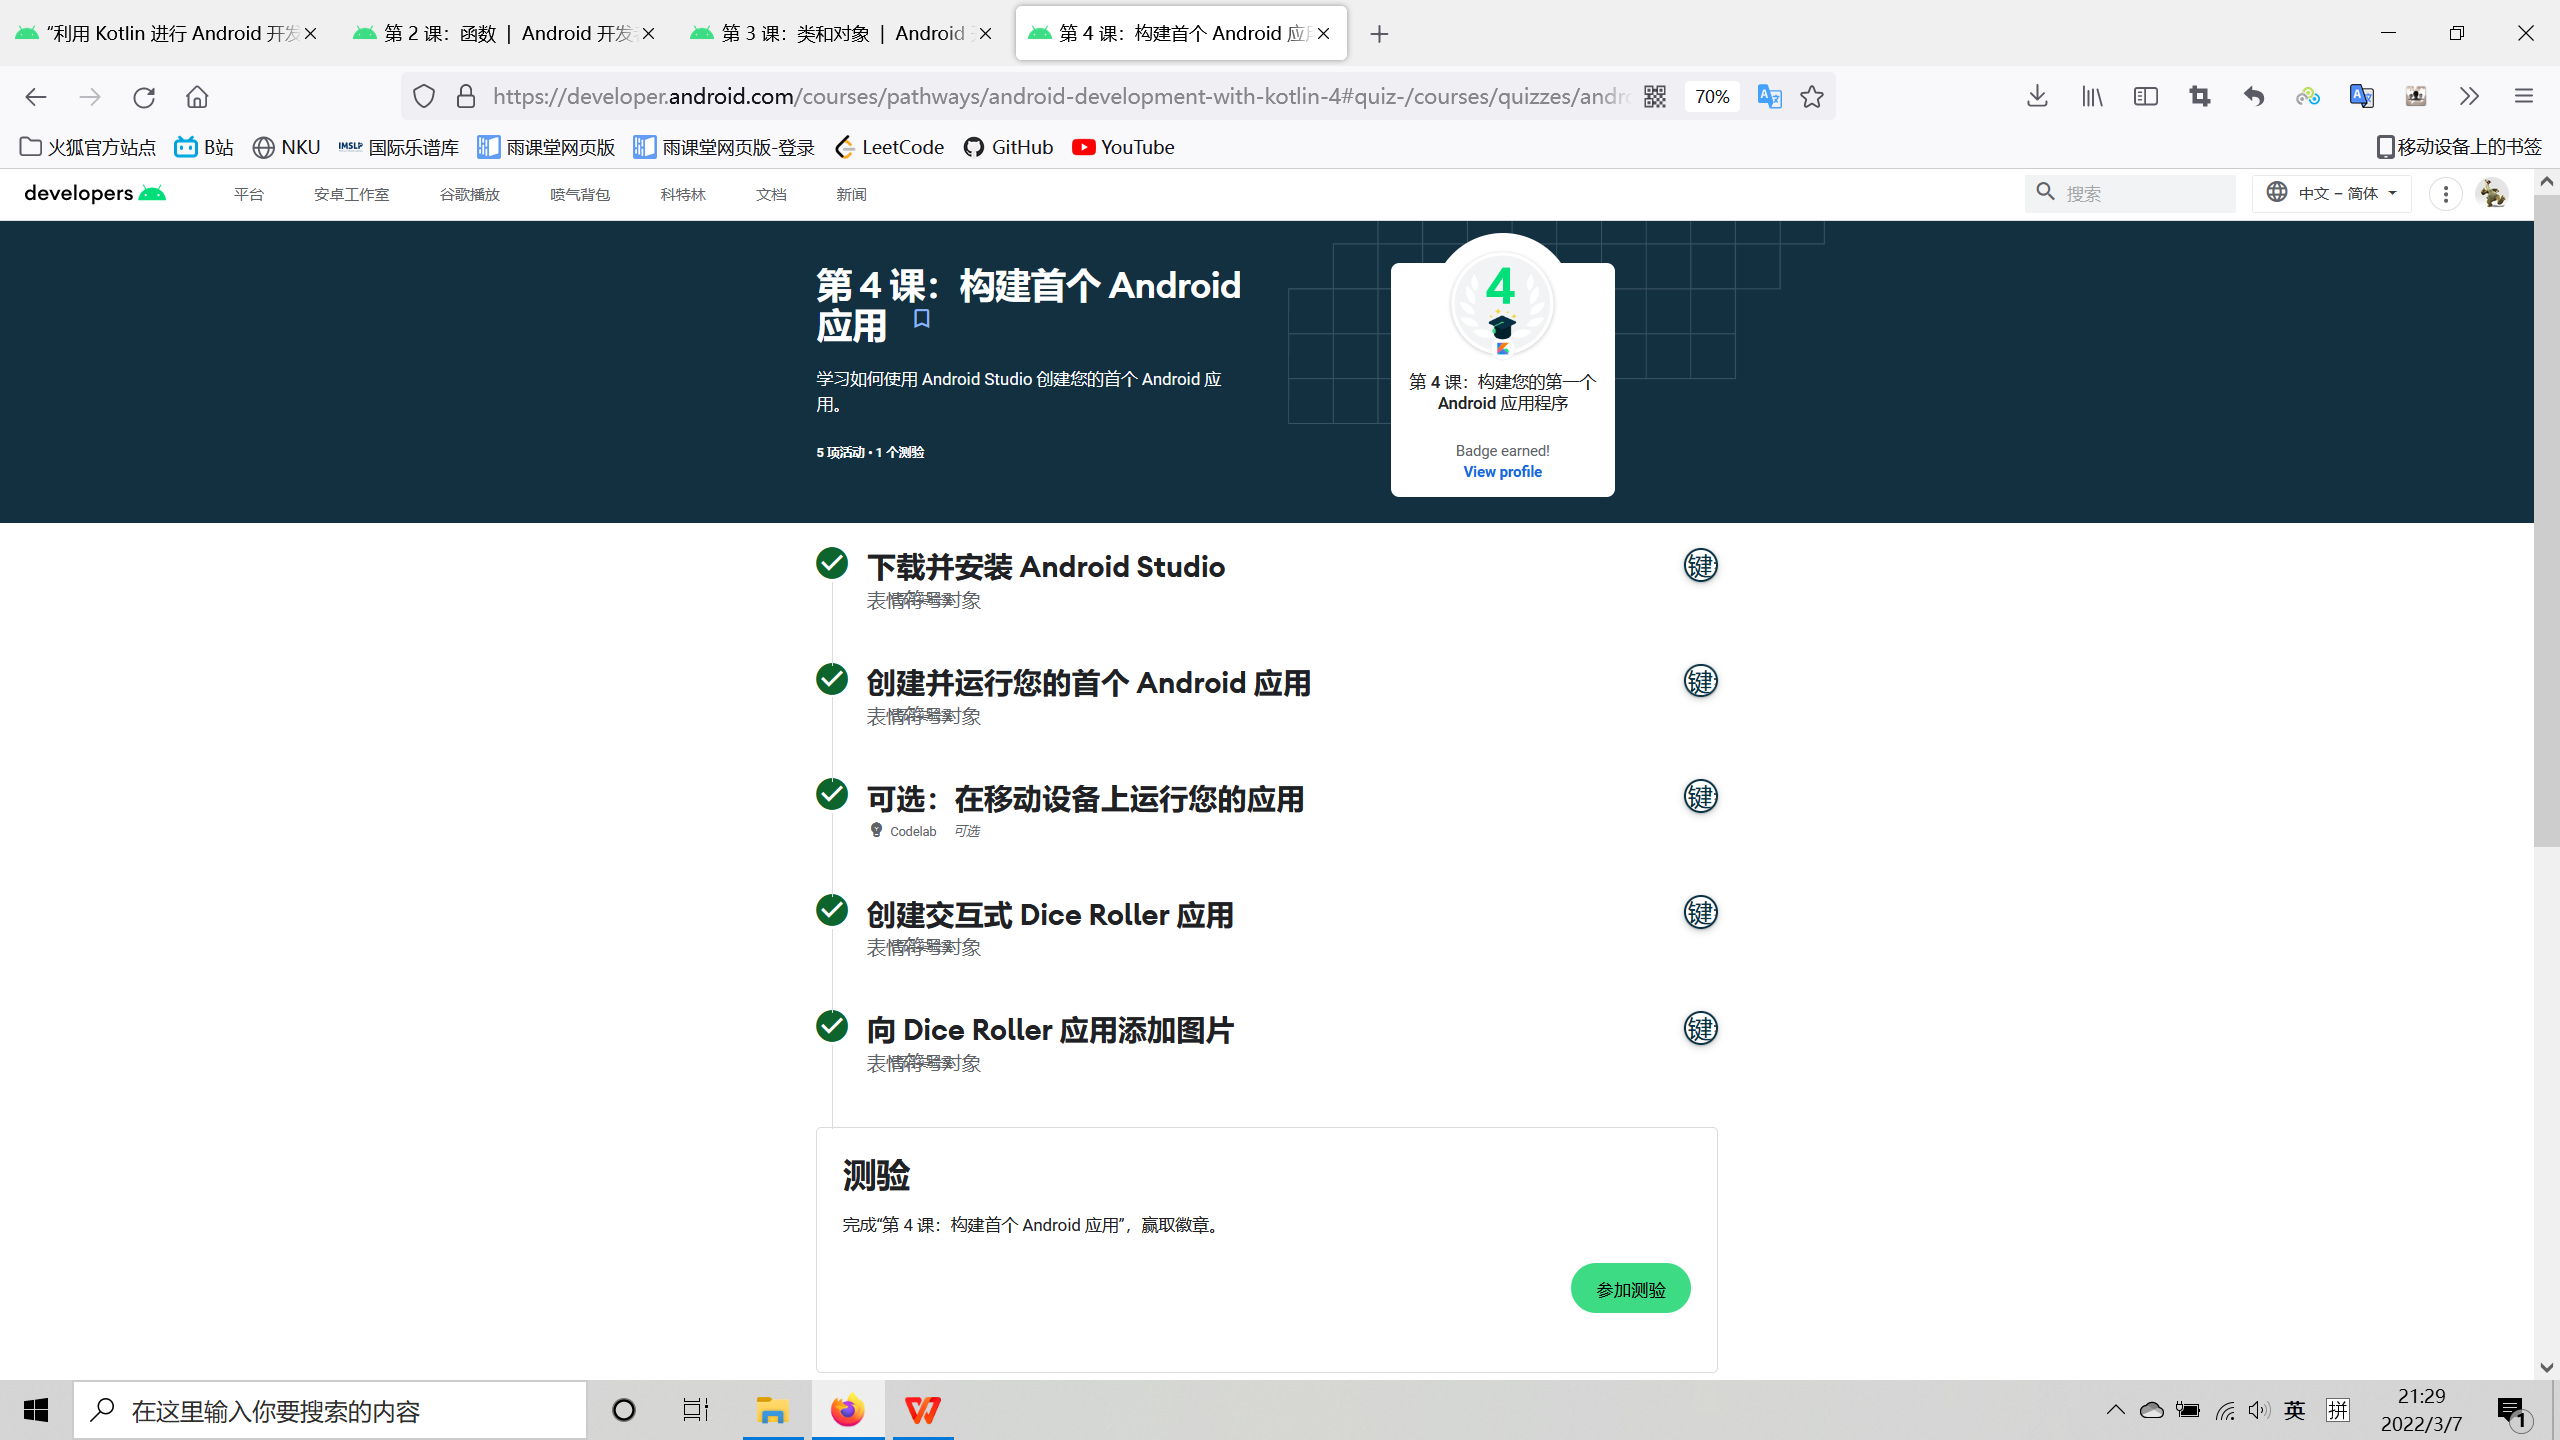 “利用 Kotlin 进行 Android 开发
第 2 课：函数 | Android 开发者
第 3 课：类和对象 | Android 开
第 4 课：构建首个 Android 应用
https://developer.android.com/courses/pathways/android-development-with-kotlin-4#quiz-/courses/quizzes/andro
70%
火狐官方站点
B站
NKU
IMSLP 国际乐谱库
雨课堂网页版
雨课堂网页版-登录
LeetCode
GitHub
YouTube
移动设备上的书签
developers
平台
安卓工作室
谷歌播放
喷气背包
科特林
文档
新闻
搜索
中文 – 简体
第 4 课：构建首个 Android
应用
学习如何使用 Android Studio 创建您的首个 Android 应
用。
5 项活动 • 1 个测验
4
第 4 课：构建您的第一个
Android 应用程序
Badge earned!
View profile
下载并安装 Android Studio
键
表情符号对象
创建并运行您的首个 Android 应用
键
表情符号对象
可选：在移动设备上运行您的应用
键
Codelab 可选
创建交互式 Dice Roller 应用
键
表情符号对象
向 Dice Roller 应用添加图片
键
表情符号对象
测验
完成“第 4 课：构建首个 Android 应用”，赢取徽章。
参加测验
在这里输入你要搜索的内容
英
拼
21:29
2022/3/7
1